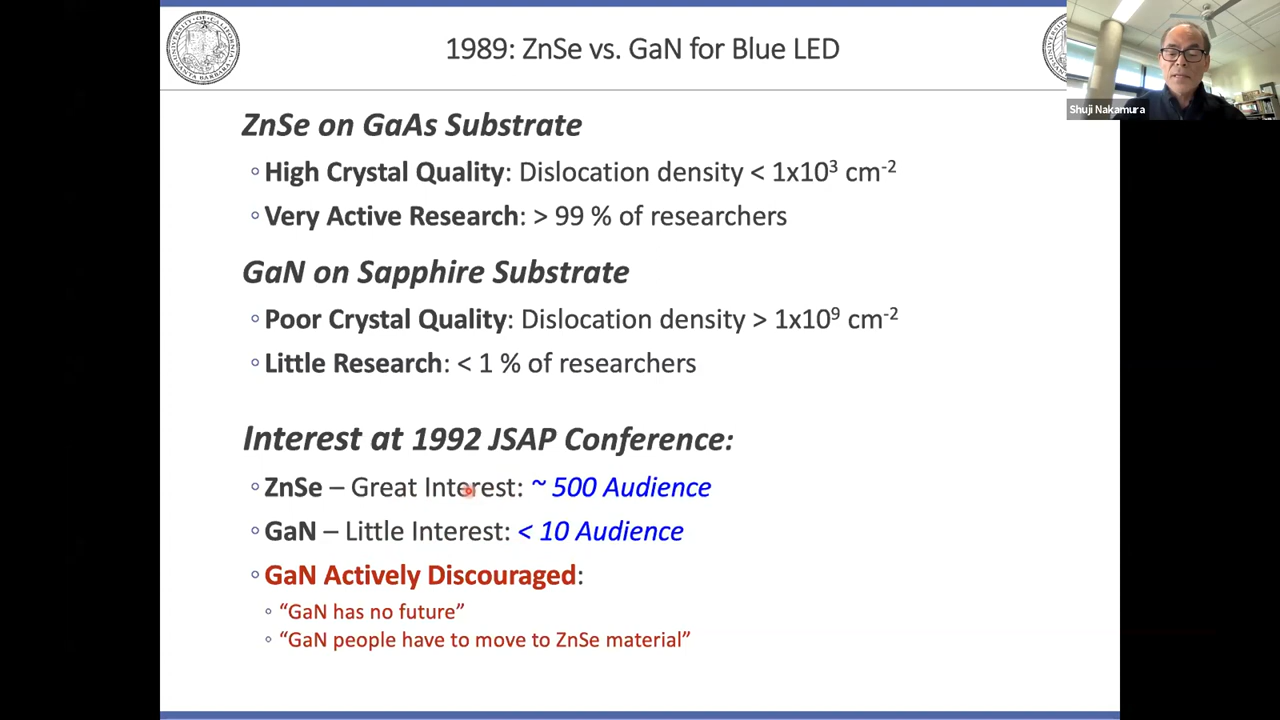 1989: ZnSe vs. GaN for Blue LED
Shuji Nakamura
ZnSe on GaAs Substrate
◦ High Crystal Quality: Dislocation density < 1x10³ cm⁻²
◦ Very Active Research: > 99 % of researchers
GaN on Sapphire Substrate
◦ Poor Crystal Quality: Dislocation density > 1x10⁹ cm⁻²
◦ Little Research: < 1 % of researchers
Interest at 1992 JSAP Conference:
◦ ZnSe – Great Interest: ~ 500 Audience
◦ GaN – Little Interest: < 10 Audience
◦ GaN Actively Discouraged:
◦ “GaN has no future”
◦ “GaN people have to move to ZnSe material”